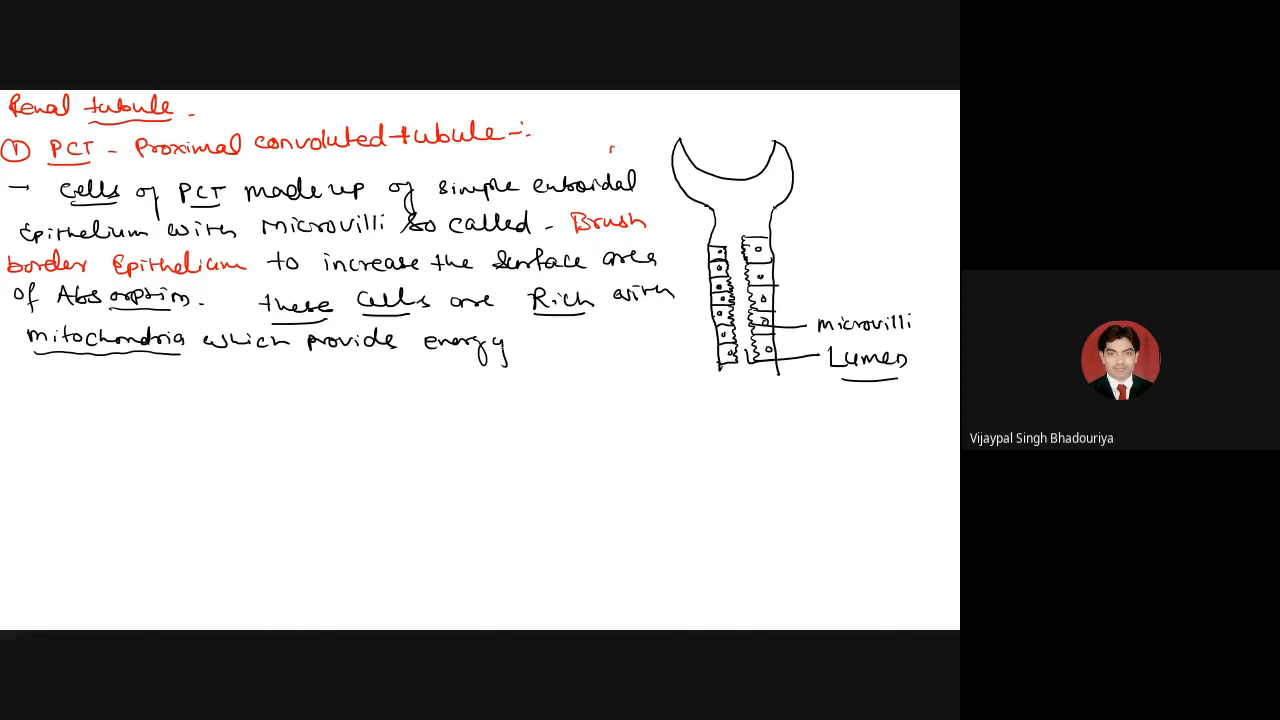 Renal tubule.
① PCT - Proximal convoluted tubule :-
→ Cells of PCT made up of simple cuboidal
Epithelium with Microvilli so called - Brush
border Epithelium to increase the surface area
of Absorption. these cells are Rich with
mitochondria which provide energy
microvilli
Lumen
Vijaypal Singh Bhadouriya